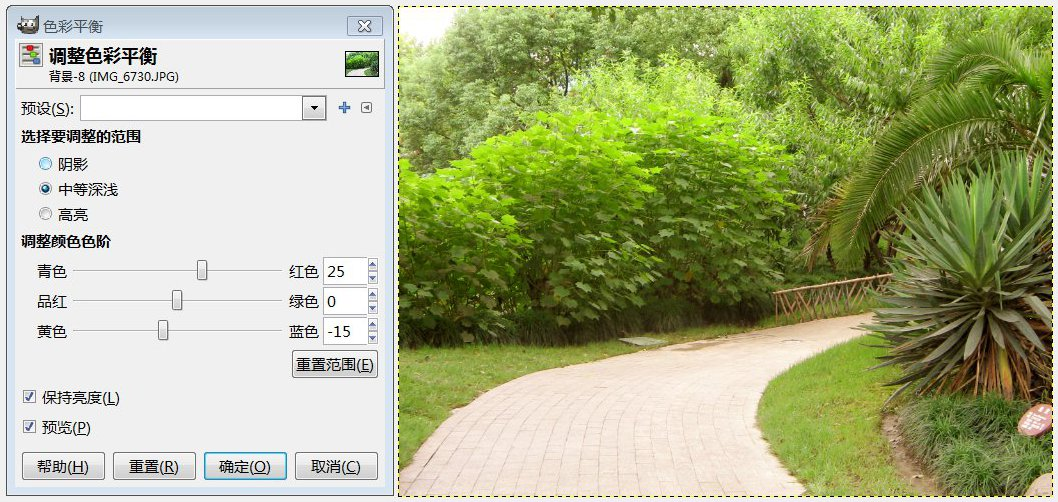 色彩平衡
调整色彩平衡
背景-8 (IMG_6730.JPG)
预设(S):
选择要调整的范围
阴影
中等深浅
高亮
调整颜色色阶
青色 红色 25
品红 绿色 0
黄色 蓝色 -15
重置范围(E)
保持亮度(L)
预览(P)
帮助(H) 重置(R) 确定(O) 取消(C)